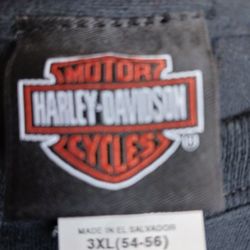 MOTOR
HARLEY-DAVIDSON
CYCLES
®
MADE IN EL SALVADOR
3XL(54-56)